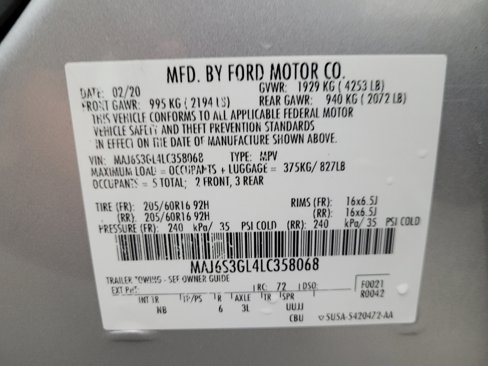 MFD. BY FORD MOTOR CO.
DATE: 02/20 GVWR: 1929 KG ( 4253 LB)
FRONT GAWR: 995 KG ( 2194 LB) REAR GAWR: 940 KG ( 2072 LB)
THIS VEHICLE CONFORMS TO ALL APPLICABLE FEDERAL MOTOR
VEHICLE SAFETY AND THEFT PREVENTION STANDARDS
IN EFFECT ON THE DATE OF MANUFACTURE SHOWN ABOVE.
VIN: MAJ6S3GL4LC358068 TYPE: MPV
MAXIMUM LOAD = OCCUPANTS + LUGGAGE = 375KG/ 827LB
OCCUPANTS = 5 TOTAL; 2 FRONT, 3 REAR
TIRE (FR): 205/60R16 92H RIMS (FR): 16x6.5J
(RR): 205/60R16 92H (RR): 16x6.5J
PRESSURE (FR): 240 kPa/ 35 PSI COLD (RR): 240 kPa/ 35 PSI COLD
MAJ6S3GL4LC358068
TRAILER TOWING - SEE OWNER GUIDE
EXT PNT: RC: 72 DSO: F0021
R0042
INT TR TP/PS R AXLE TR SPR
NB 6 3L UUJJ
CBU 5U5A-S420472-AA